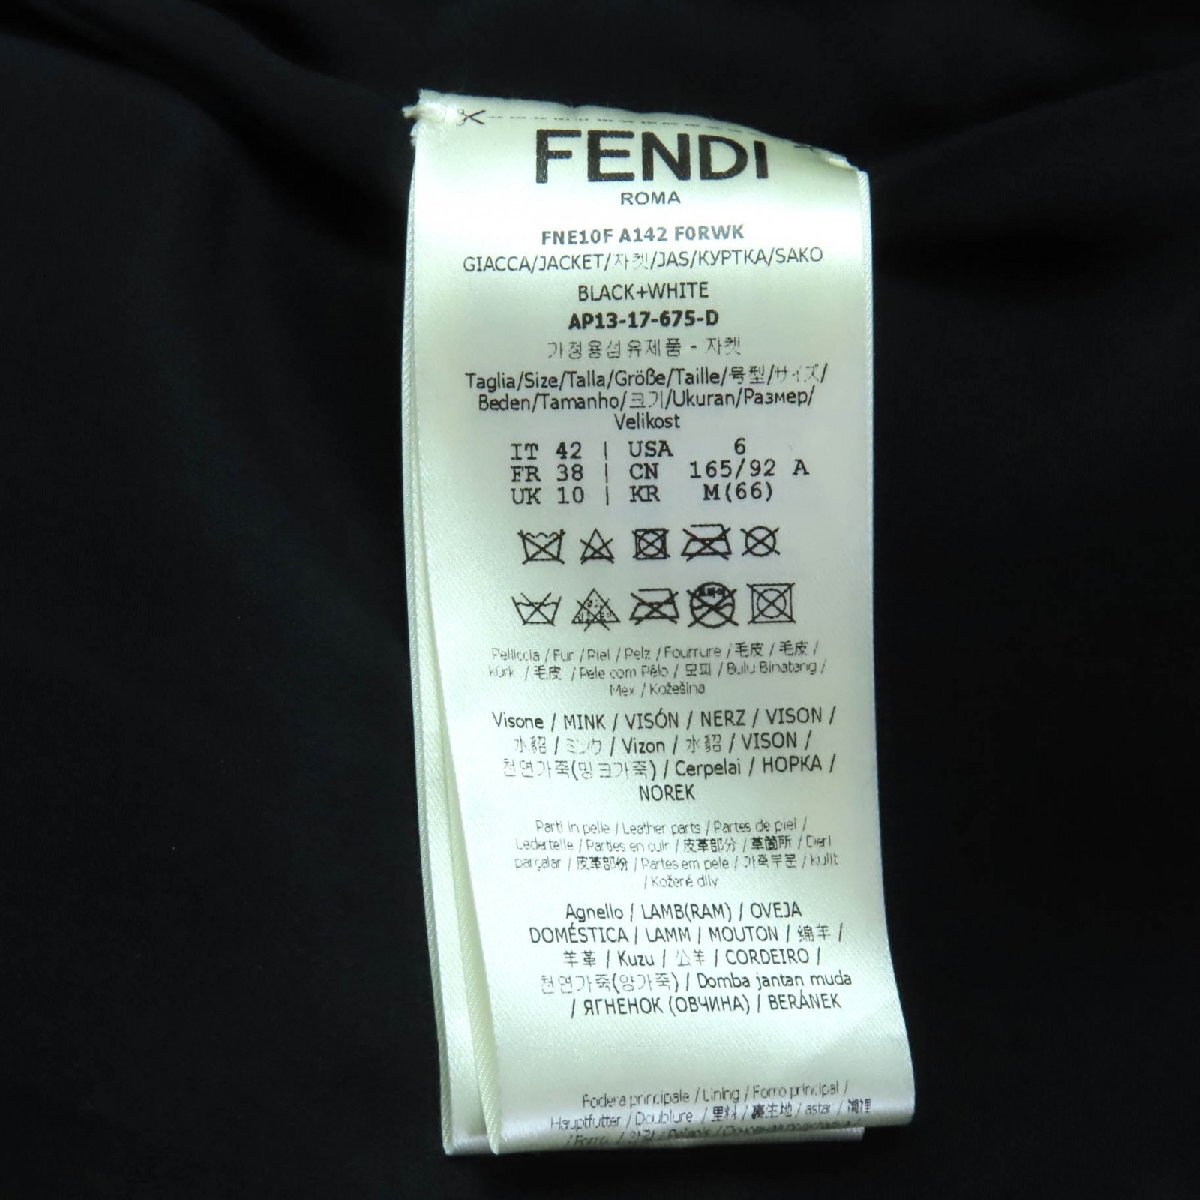 FENDI
ROMA
FNE10F A142 F0RWK
GIACCA/JACKET/자켓/JAS/КУРТКА/SAKO
BLACK+WHITE
AP13-17-675-D
가정용섬유제품 - 자켓
Taglia/Size/Talla/Größe/Taille/号型/サイズ/
Beden/Tamanho/크기/Ukuran/Размер/
Velikost
IT 42 | USA 6
FR 38 | CN 165/92 A
UK 10 | KR M(66)
Pelliccia / Fur / Piel / Pelz / Fourrure / 毛皮 / 毛皮 /
Kürk / 毛皮 / Pele com Pêlo / 모피 / Bulu Binatang /
Мех / Kožešina
Visone / MINK / VISÓN / NERZ / VISON /
水貂 / ミンク / Vizon / 水貂 / VISON /
천연가죽(밍크가죽) / Cerpelai / НОРКА /
NOREK
Parti in pelle / Leather parts / Partes de piel /
Lederteile / Parties en cuir / 皮革部分 / 革箇所 / Deri
parçalar / 皮革部份 / Partes em pele / 가죽부분 / kulit
/ Kožené díly
Agnello / LAMB(RAM) / OVEJA
DOMÉSTICA / LAMM / MOUTON / 绵羊 /
羊革 / Kuzu / 公羊 / CORDEIRO /
천연가죽(양가죽) / Domba jantan muda
/ ЯГНЕНОК (ОВЧИНА) / BERÁNEK
Fodera principale / Lining / Forro principal /
Hauptfutter / Doublure / 里料 / 裏生地 / astar / 裡
/ Forro /